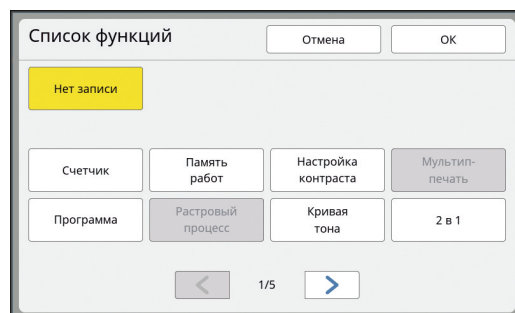 Список функций
Отмена
ОК
Нет записи
Счетчик
Память
работ
Настройка
контраста
Мультип-
печать
Программа
Растровый
процесс
Кривая
тона
2 в 1
1/5